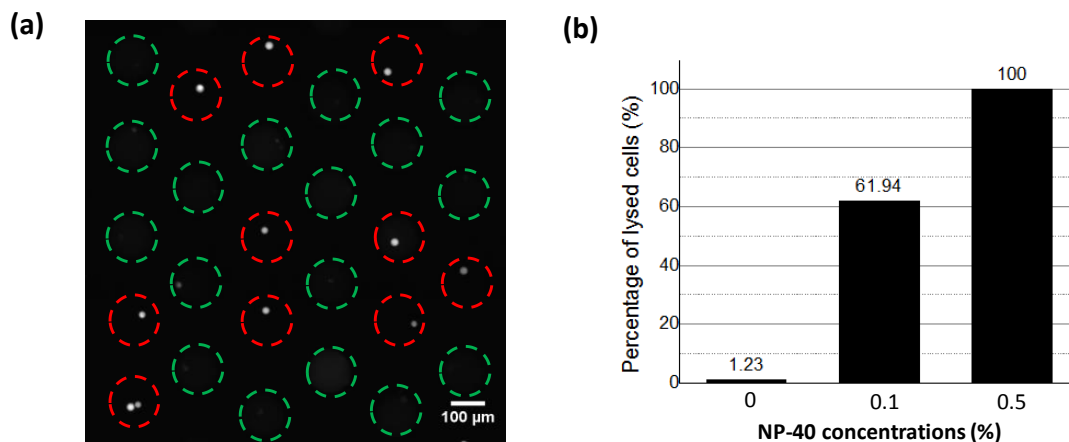 (a)
100 µm
(b)
Percentage of lysed cells (%)
100
80
60
40
20
0
1.23
61.94
100
0 0.1 0.5
NP-40 concentrations (%)